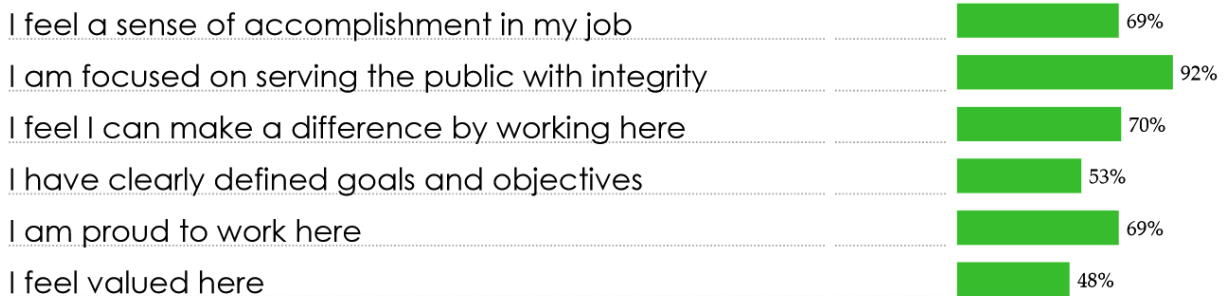 I feel a sense of accomplishment in my job 69%
I am focused on serving the public with integrity 92%
I feel I can make a difference by working here 70%
I have clearly defined goals and objectives 53%
I am proud to work here 69%
I feel valued here 48%